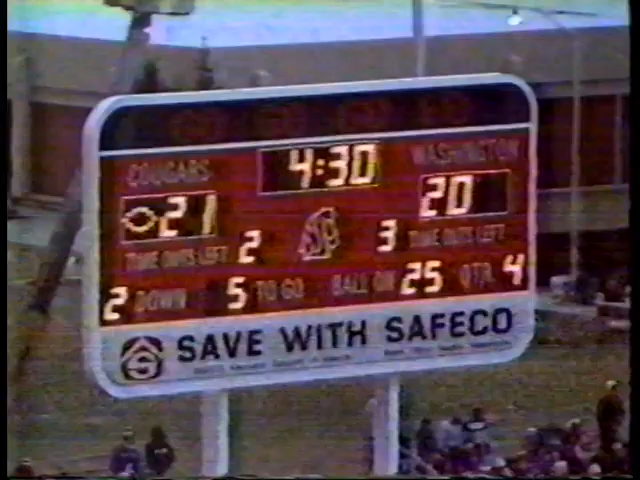 COUGARS 4:30 WASHINGTON
21 20
TIME OUTS LEFT 2 3 TIME OUTS LEFT
2 DOWN 5 TO GO BALL ON 25 QTR 4
SAVE WITH SAFECO